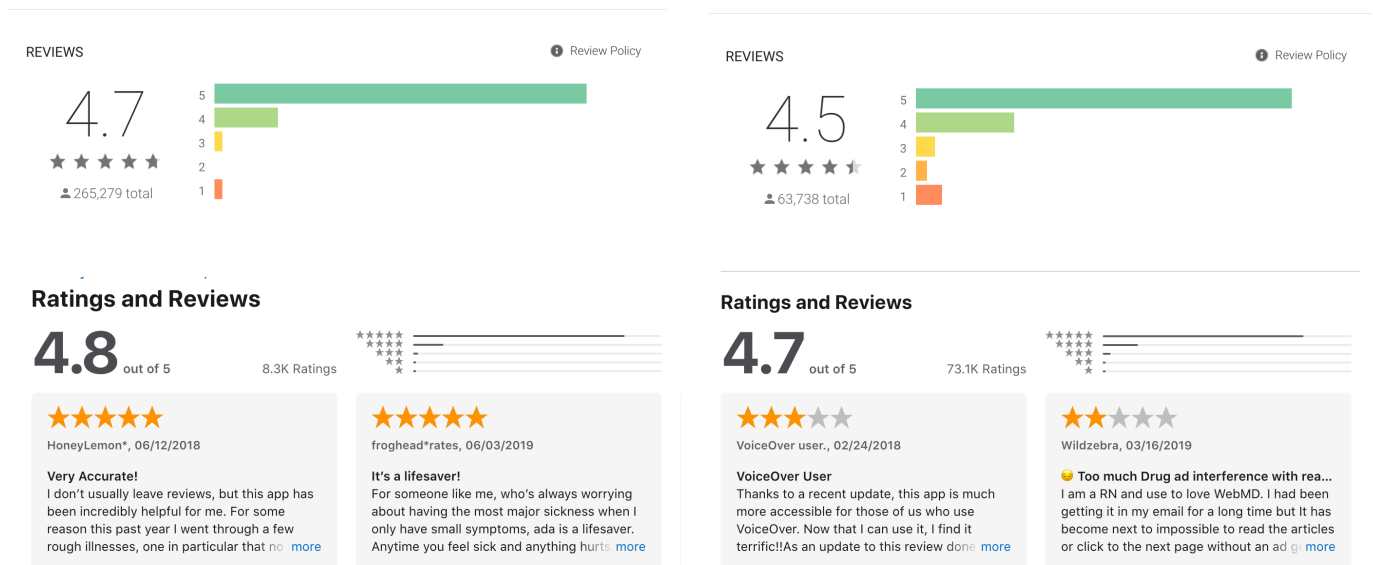 REVIEWS
Review Policy
4.7
265,279 total
5
4
3
2
1
REVIEWS
Review Policy
4.5
63,738 total
5
4
3
2
1
Ratings and Reviews
4.8 out of 5
8.3K Ratings
HoneyLemon*, 06/12/2018
Very Accurate!
I don’t usually leave reviews, but this app has
been incredibly helpful for me. For some
reason this past year I went through a few
rough illnesses, one in particular that no more
froghead*rates, 06/03/2019
It’s a lifesaver!
For someone like me, who’s always worrying
about having the most major sickness when I
only have small symptoms, ada is a lifesaver.
Anytime you feel sick and anything hurts, more
Ratings and Reviews
4.7 out of 5
73.1K Ratings
VoiceOver user., 02/24/2018
VoiceOver User
Thanks to a recent update, this app is much
more accessible for those of us who use
VoiceOver. Now that I can use it, I find it
terrific!!As an update to this review done more
Wildzebra, 03/16/2019
😔 Too much Drug ad interference with rea...
I am a RN and use to love WebMD. I had been
getting it in my email for a long time but It has
become next to impossible to read the articles
or click to the next page without an ad more